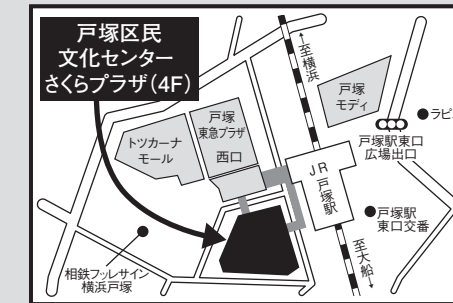 戸塚区民
文化センター
さくらプラザ(4F)
←至横浜
戸塚
モディ
戸塚
東急プラザ
西口
トツカーナ
モール
●ラピ
戸塚駅東口
広場出口
JR戸塚駅
●戸塚駅
東口交番
相鉄フレッサイン
横浜戸塚
至大船→